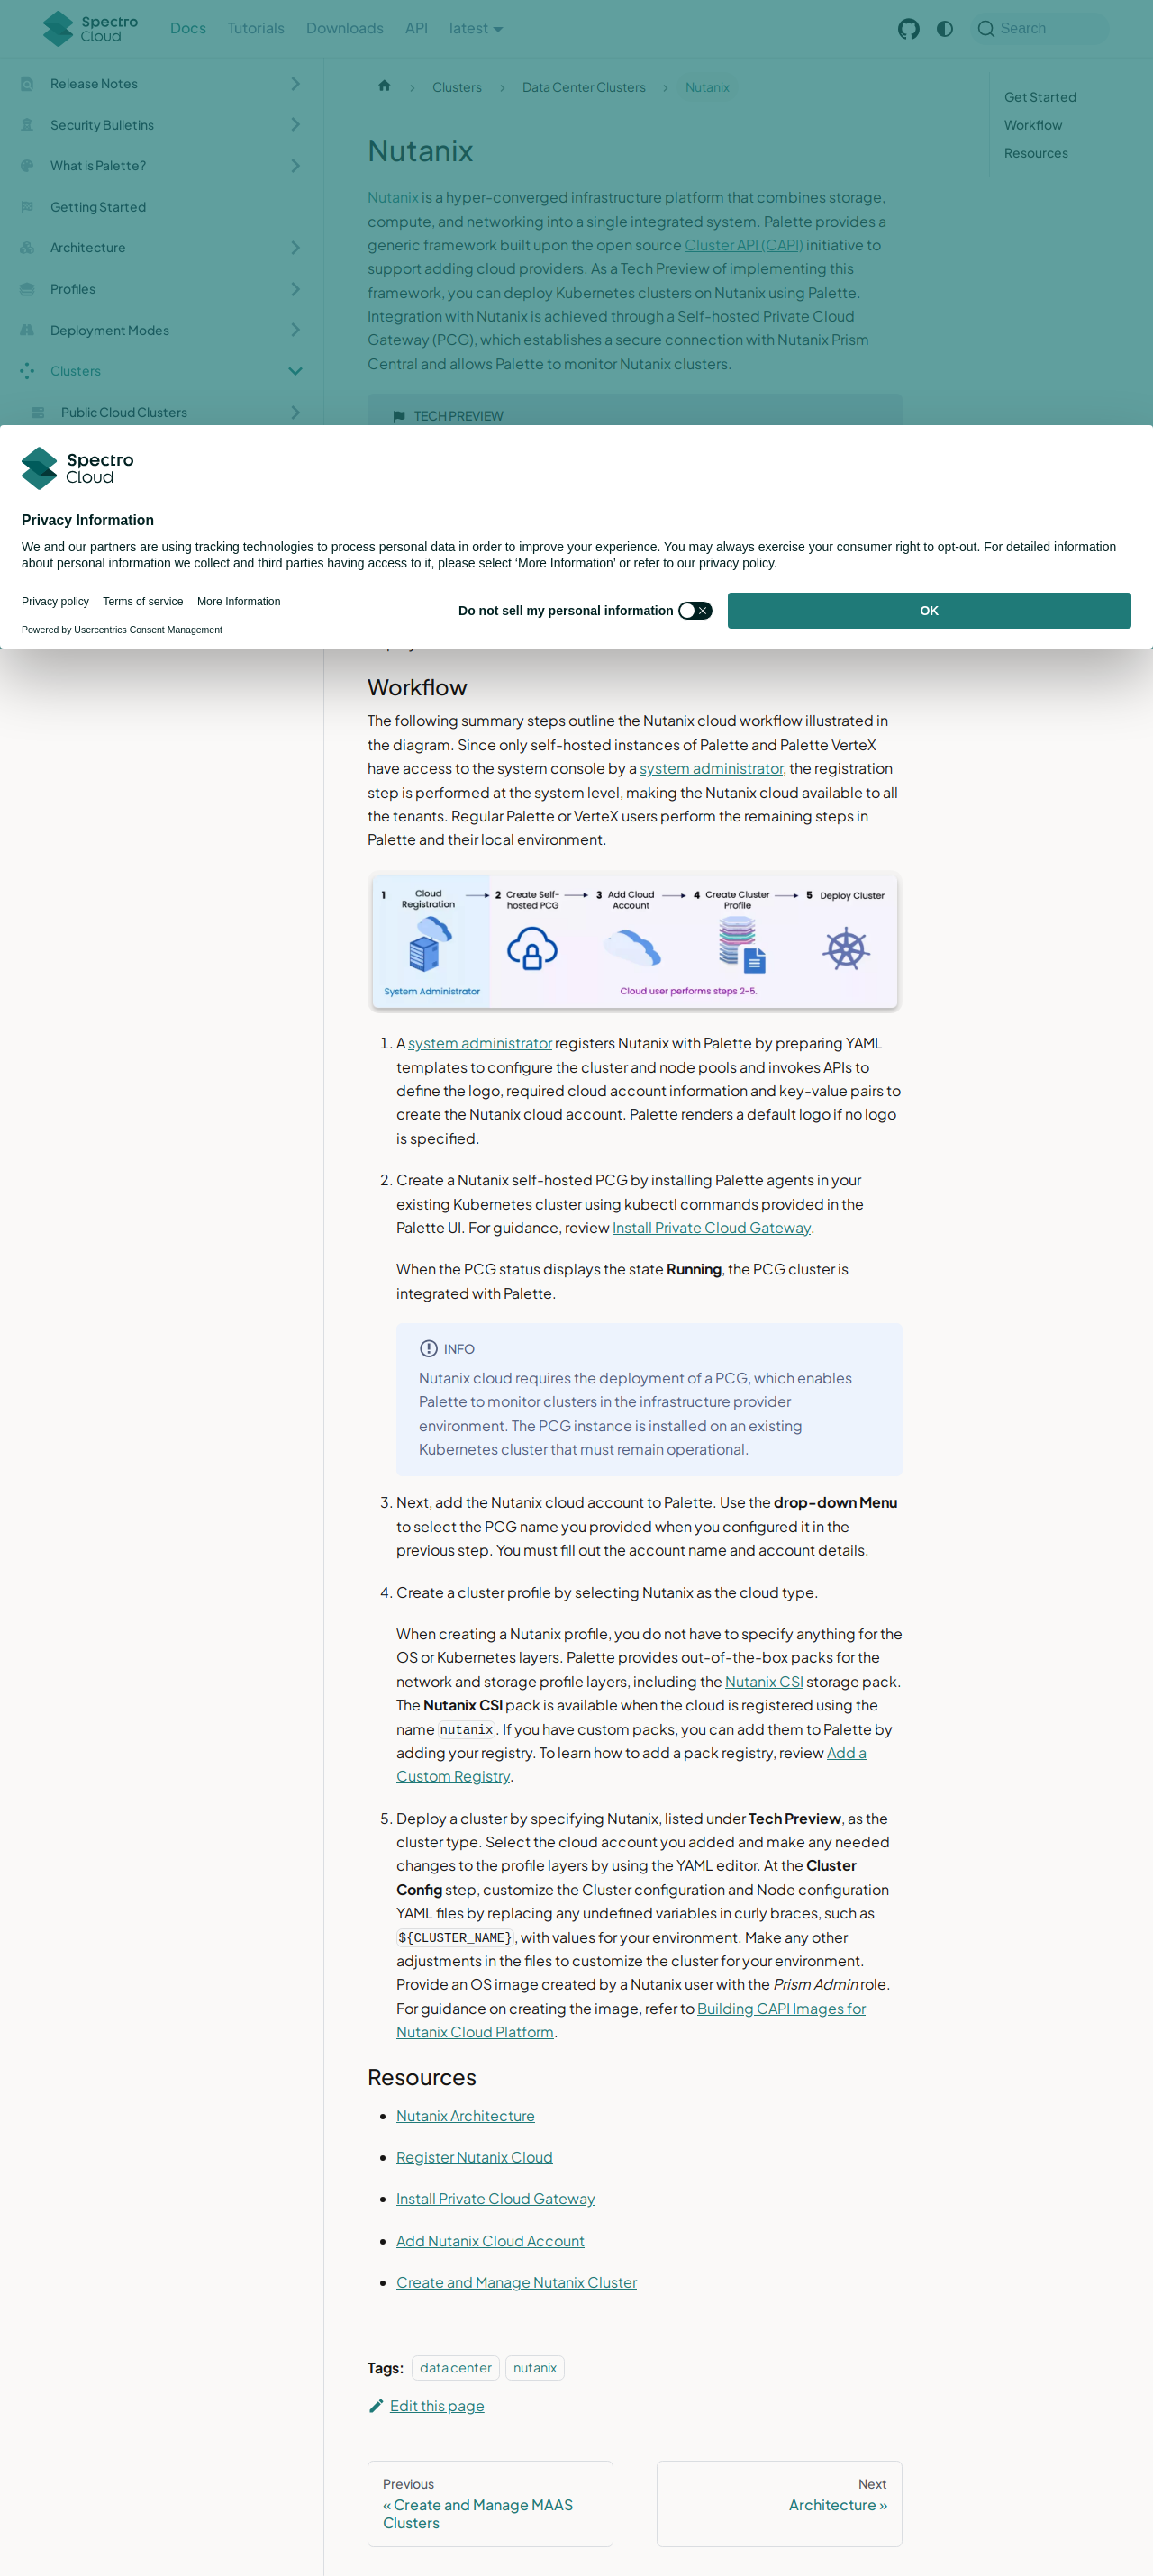 Spectro Cloud
Docs
Tutorials
Downloads
API
latest
Search
Release Notes
Security Bulletins
What is Palette?
Getting Started
Architecture
Profiles
Deployment Modes
Clusters
Public Cloud Clusters
Clusters
Data Center Clusters
Nutanix
Get Started
Workflow
Resources
Nutanix
Nutanix is a hyper-converged infrastructure platform that combines storage,
compute, and networking into a single integrated system. Palette provides a
generic framework built upon the open source Cluster API (CAPI) initiative to
support adding cloud providers. As a Tech Preview of implementing this
framework, you can deploy Kubernetes clusters on Nutanix using Palette.
Integration with Nutanix is achieved through a Self-hosted Private Cloud
Gateway (PCG), which establishes a secure connection with Nutanix Prism
Central and allows Palette to monitor Nutanix clusters.
TECH PREVIEW
Spectro
Cloud
Privacy Information
We and our partners are using tracking technologies to process personal data in order to improve your experience. You may always exercise your consumer right to opt-out. For detailed information
about personal information we collect and third parties having access to it, please select ‘More Information’ or refer to our privacy policy.
Privacy policy
Terms of service
More Information
Do not sell my personal information
OK
Powered by Usercentrics Consent Management
Workflow
The following summary steps outline the Nutanix cloud workflow illustrated in
the diagram. Since only self-hosted instances of Palette and Palette VerteX
have access to the system console by a system administrator, the registration
step is performed at the system level, making the Nutanix cloud available to all
the tenants. Regular Palette or VerteX users perform the remaining steps in
Palette and their local environment.
1 Cloud Registration
2 Create Self-hosted PCG
3 Add Cloud Account
4 Create Cluster Profile
5 Deploy Cluster
System Administrator
Cloud user performs steps 2-5.
1. A system administrator registers Nutanix with Palette by preparing YAML
templates to configure the cluster and node pools and invokes APIs to
define the logo, required cloud account information and key-value pairs to
create the Nutanix cloud account. Palette renders a default logo if no logo
is specified.
2. Create a Nutanix self-hosted PCG by installing Palette agents in your
existing Kubernetes cluster using kubectl commands provided in the
Palette UI. For guidance, review Install Private Cloud Gateway.
When the PCG status displays the state Running, the PCG cluster is
integrated with Palette.
INFO
Nutanix cloud requires the deployment of a PCG, which enables
Palette to monitor clusters in the infrastructure provider
environment. The PCG instance is installed on an existing
Kubernetes cluster that must remain operational.
3. Next, add the Nutanix cloud account to Palette. Use the drop-down Menu
to select the PCG name you provided when you configured it in the
previous step. You must fill out the account name and account details.
4. Create a cluster profile by selecting Nutanix as the cloud type.
When creating a Nutanix profile, you do not have to specify anything for the
OS or Kubernetes layers. Palette provides out-of-the-box packs for the
network and storage profile layers, including the Nutanix CSI storage pack.
The Nutanix CSI pack is available when the cloud is registered using the
name nutanix. If you have custom packs, you can add them to Palette by
adding your registry. To learn how to add a pack registry, review Add a
Custom Registry.
5. Deploy a cluster by specifying Nutanix, listed under Tech Preview, as the
cluster type. Select the cloud account you added and make any needed
changes to the profile layers by using the YAML editor. At the Cluster
Config step, customize the Cluster configuration and Node configuration
YAML files by replacing any undefined variables in curly braces, such as
${CLUSTER_NAME}, with values for your environment. Make any other
adjustments in the files to customize the cluster for your environment.
Provide an OS image created by a Nutanix user with the Prism Admin role.
For guidance on creating the image, refer to Building CAPI Images for
Nutanix Cloud Platform.
Resources
Nutanix Architecture
Register Nutanix Cloud
Install Private Cloud Gateway
Add Nutanix Cloud Account
Create and Manage Nutanix Cluster
Tags: data center nutanix
Edit this page
Previous
« Create and Manage MAAS
Clusters
Next
Architecture »